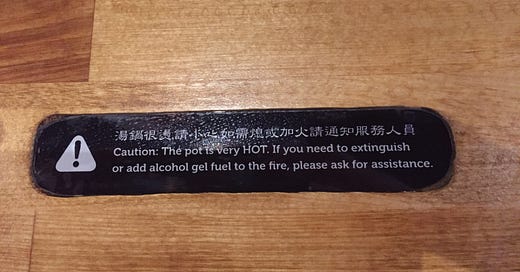 湯鍋很燙請小心如需熄或加火請通知服務人員
Caution: The pot is very HOT. If you need to extinguish
or add alcohol gel fuel to the fire, please ask for assistance.